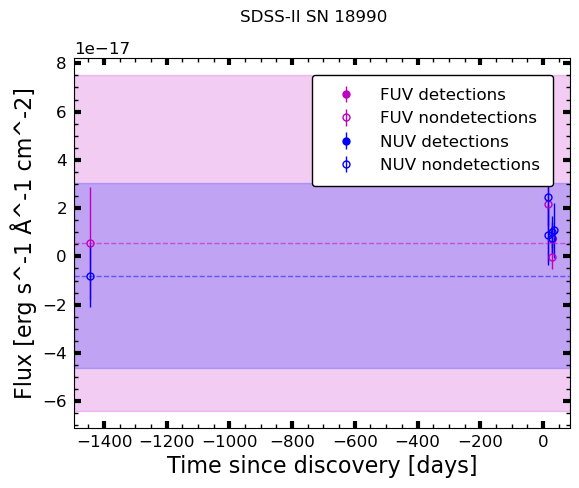 SDSS-II SN 18990
1e−17
8
6
4
2
0
−2
−4
−6
Flux [erg s^-1 Å^-1 cm^-2]
FUV detections
FUV nondetections
NUV detections
NUV nondetections
−1400 −1200 −1000 −800 −600 −400 −200 0
Time since discovery [days]